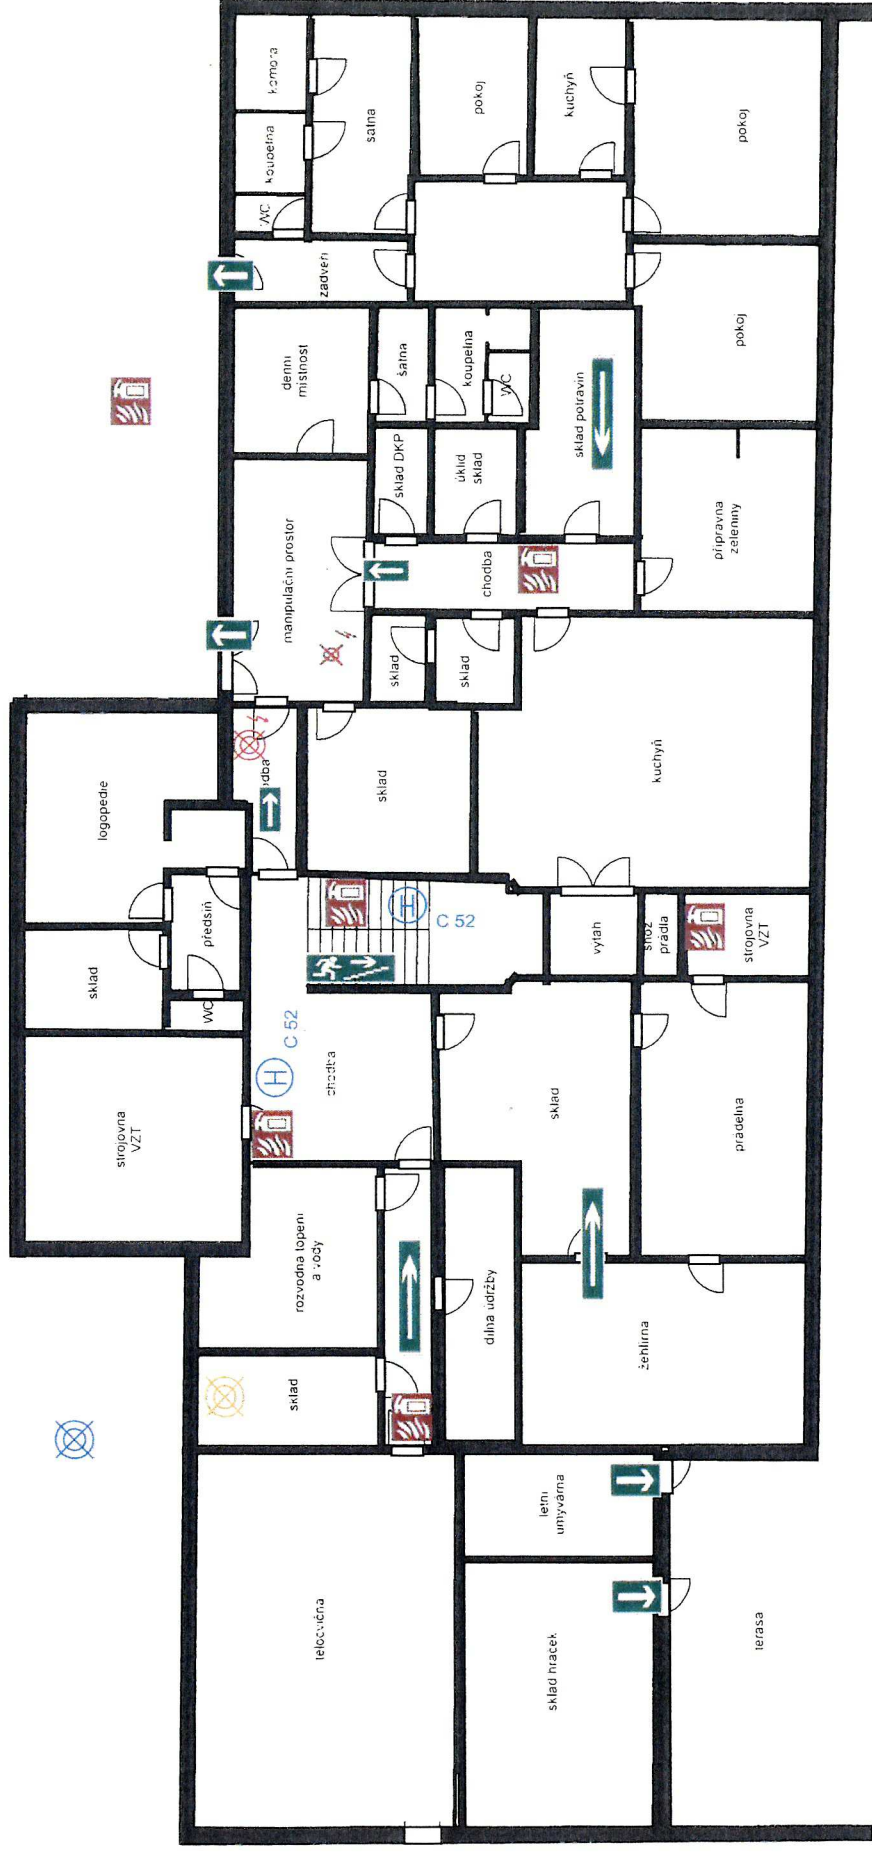 komora
koupelna
WC
šatna
pokoj
kuchyň
pokoj
zádveří
denní
místnost
šatna
koupelna
WC
sklad potravin
pokoj
manipulační prostor
sklad DKP
úklid
sklad
chodba
přípravna
zeleniny
sklad
sklad
logopedie
odba
sklad
kuchyň
předsíň
sklad
WC
C 52
výtah
shoz
prádla
strojovna
VZT
strojovna
VZT
C 52
chodba
sklad
prádelna
rozvodna topení
a vody
sklad
dílna údržby
žehlírna
tělocvična
letní
umývárna
sklad hraček
terasa